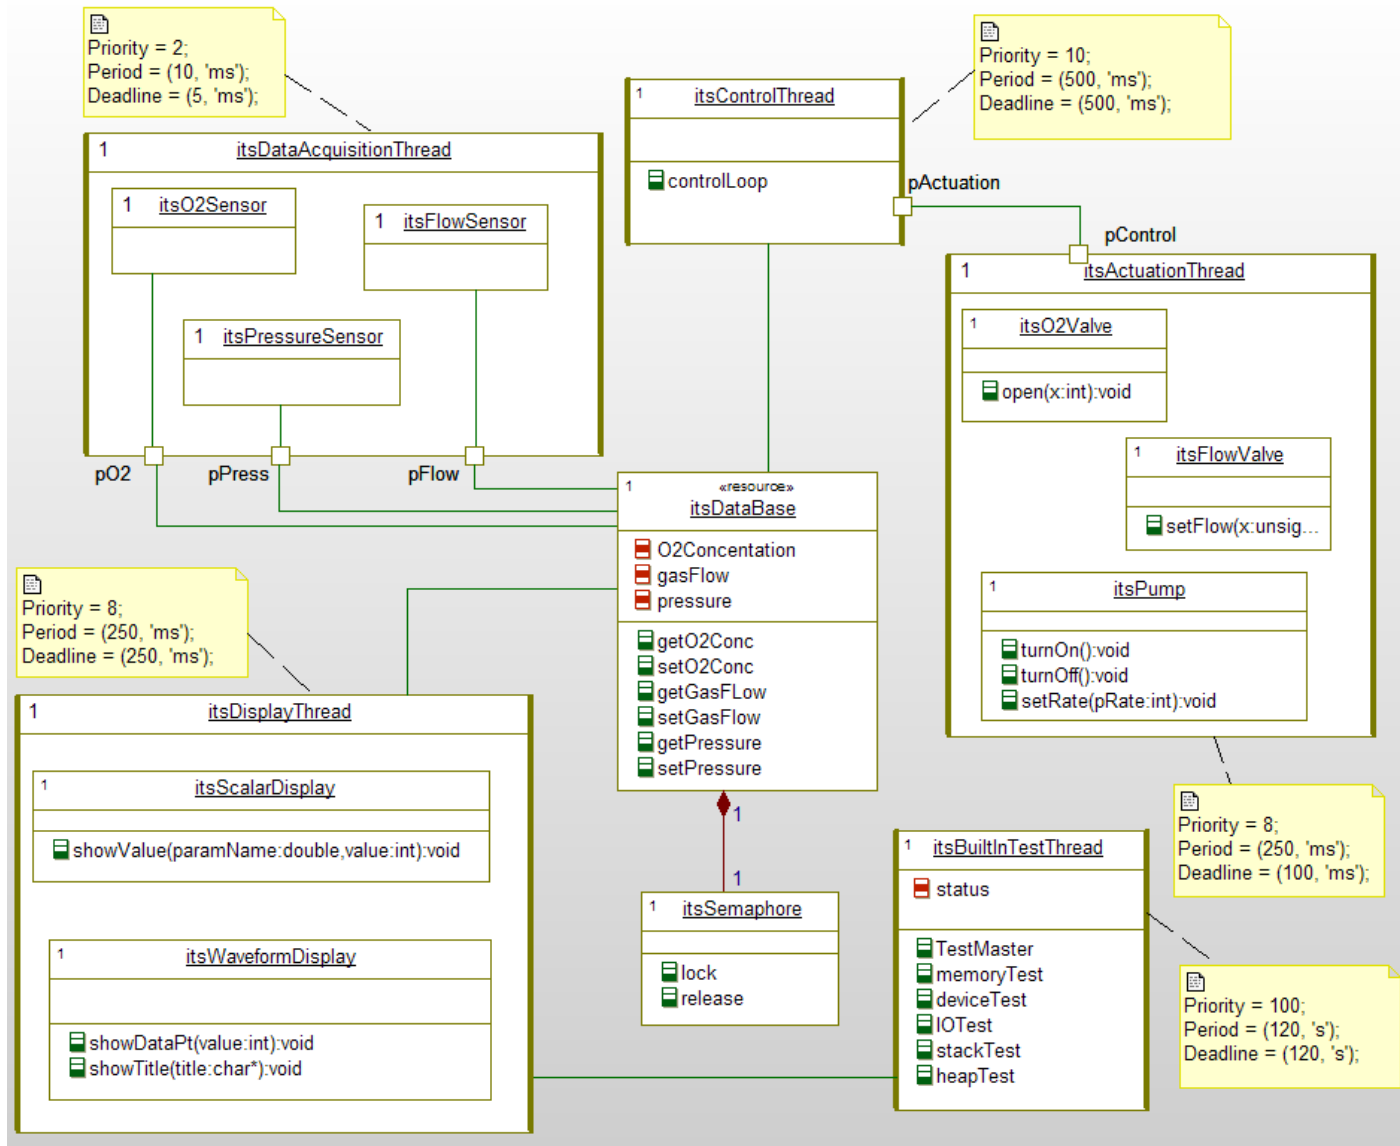 Priority = 2;
Period = (10, 'ms');
Deadline = (5, 'ms');
Priority = 10;
Period = (500, 'ms');
Deadline = (500, 'ms');
1 itsControlThread
controlLoop
pActuation
1 itsDataAcquisitionThread
1 itsO2Sensor
1 itsFlowSensor
1 itsPressureSensor
pO2
pPress
pFlow
pControl
1 itsActuationThread
1 itsO2Valve
open(x:int):void
1 itsFlowValve
setFlow(x:unsig...
1 itsPump
turnOn():void
turnOff():void
setRate(pRate:int):void
Priority = 8;
Period = (250, 'ms');
Deadline = (100, 'ms');
1 «resource»
itsDataBase
O2Concentation
gasFlow
pressure
getO2Conc
setO2Conc
getGasFLow
setGasFlow
getPressure
setPressure
1
1
1 itsSemaphore
lock
release
Priority = 8;
Period = (250, 'ms');
Deadline = (250, 'ms');
1 itsDisplayThread
1 itsScalarDisplay
showValue(paramName:double,value:int):void
1 itsWaveformDisplay
showDataPt(value:int):void
showTitle(title:char*):void
1 itsBuiltInTestThread
status
TestMaster
memoryTest
deviceTest
IOTest
stackTest
heapTest
Priority = 100;
Period = (120, 's');
Deadline = (120, 's');